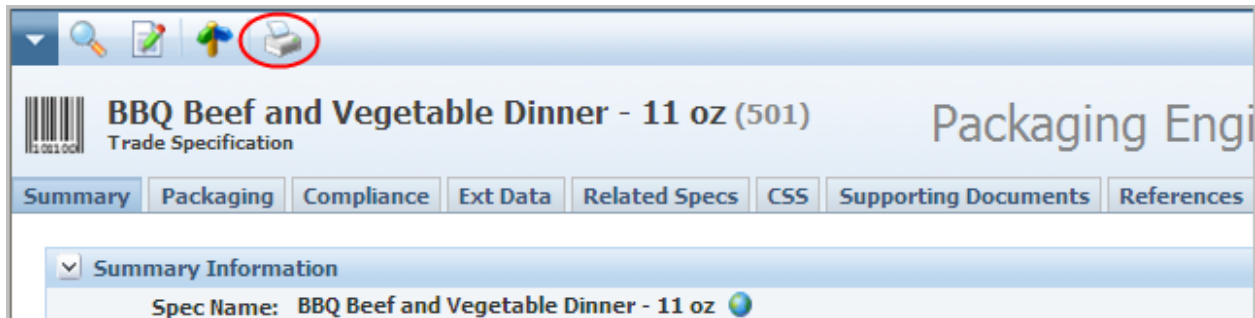 BBQ Beef and Vegetable Dinner - 11 oz (501)
Trade Specification
Packaging Engi
Summary Packaging Compliance Ext Data Related Specs CSS Supporting Documents References
Summary Information
Spec Name: BBQ Beef and Vegetable Dinner - 11 oz